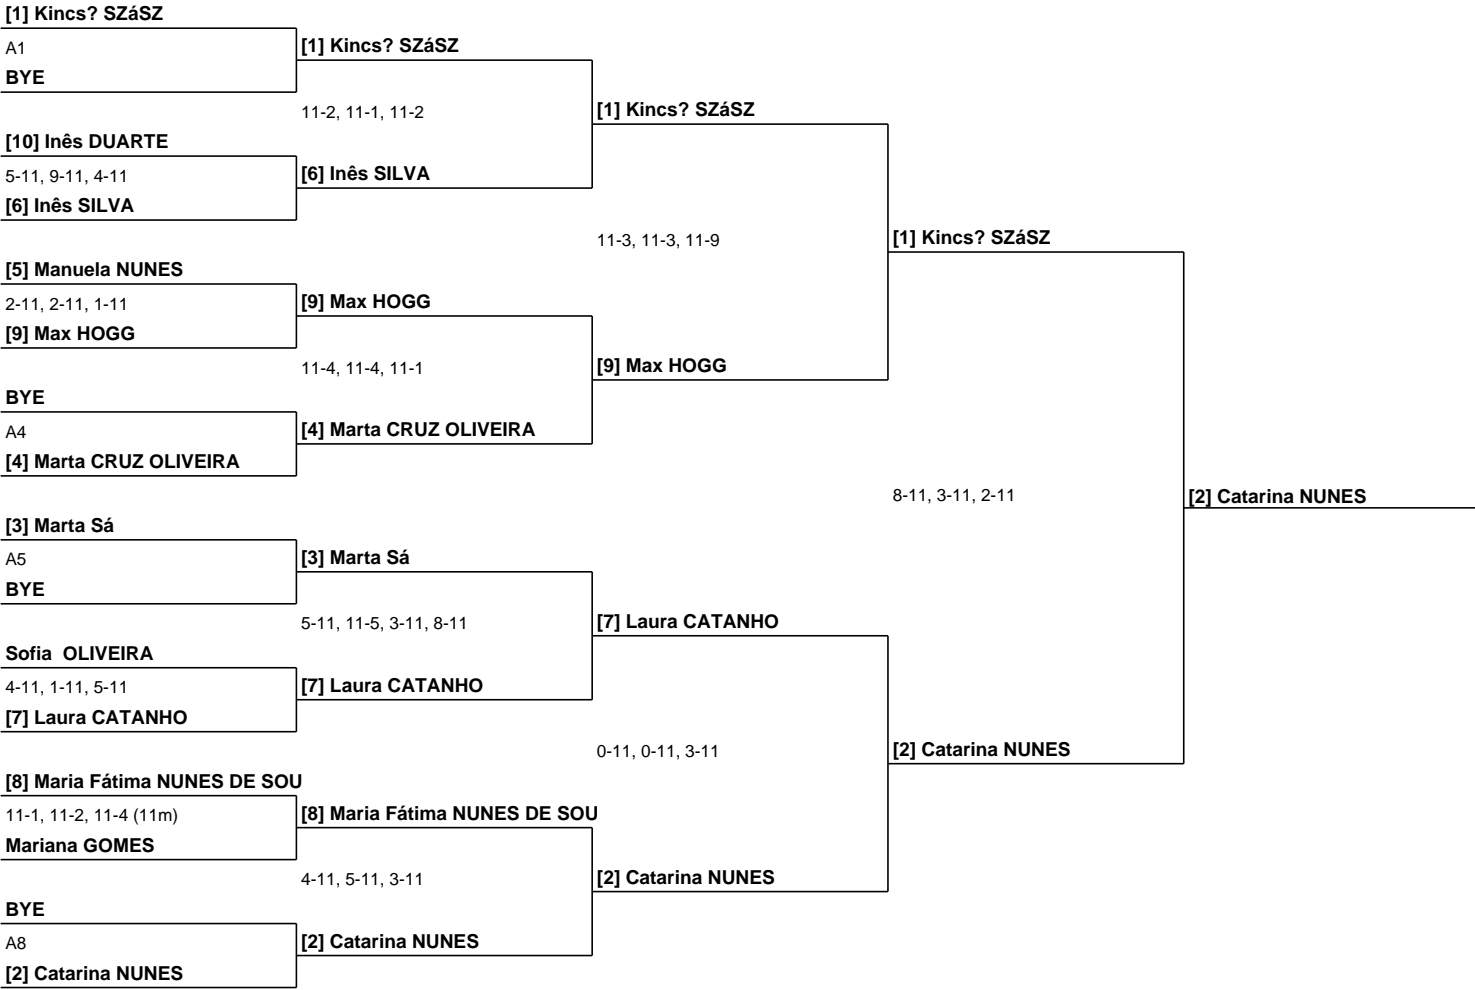 [1] Kincs? SZáSZ
A1
[1] Kincs? SZáSZ
BYE
11-2, 11-1, 11-2
[1] Kincs? SZáSZ
[10] Inês DUARTE
5-11, 9-11, 4-11
[6] Inês SILVA
[6] Inês SILVA
11-3, 11-3, 11-9
[1] Kincs? SZáSZ
[5] Manuela NUNES
2-11, 2-11, 1-11
[9] Max HOGG
[9] Max HOGG
11-4, 11-4, 11-1
[9] Max HOGG
BYE
A4
[4] Marta CRUZ OLIVEIRA
[4] Marta CRUZ OLIVEIRA
8-11, 3-11, 2-11
[2] Catarina NUNES
[3] Marta Sá
A5
[3] Marta Sá
BYE
5-11, 11-5, 3-11, 8-11
[7] Laura CATANHO
Sofia  OLIVEIRA
4-11, 1-11, 5-11
[7] Laura CATANHO
[7] Laura CATANHO
0-11, 0-11, 3-11
[2] Catarina NUNES
[8] Maria Fátima NUNES DE SOU
11-1, 11-2, 11-4 (11m)
[8] Maria Fátima NUNES DE SOU
Mariana GOMES
4-11, 5-11, 3-11
[2] Catarina NUNES
BYE
A8
[2] Catarina NUNES
[2] Catarina NUNES